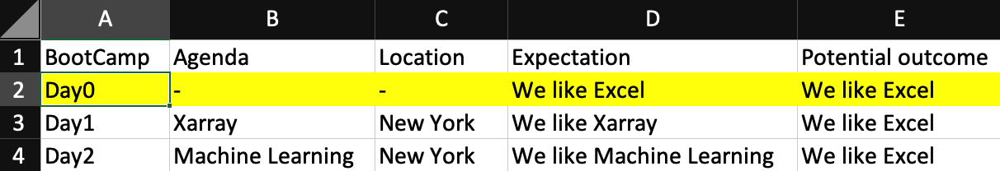 A B C D E
1 BootCamp Agenda Location Expectation Potential outcome
2 Day0 - - We like Excel We like Excel
3 Day1 Xarray New York We like Xarray We like Excel
4 Day2 Machine Learning New York We like Machine Learning We like Excel